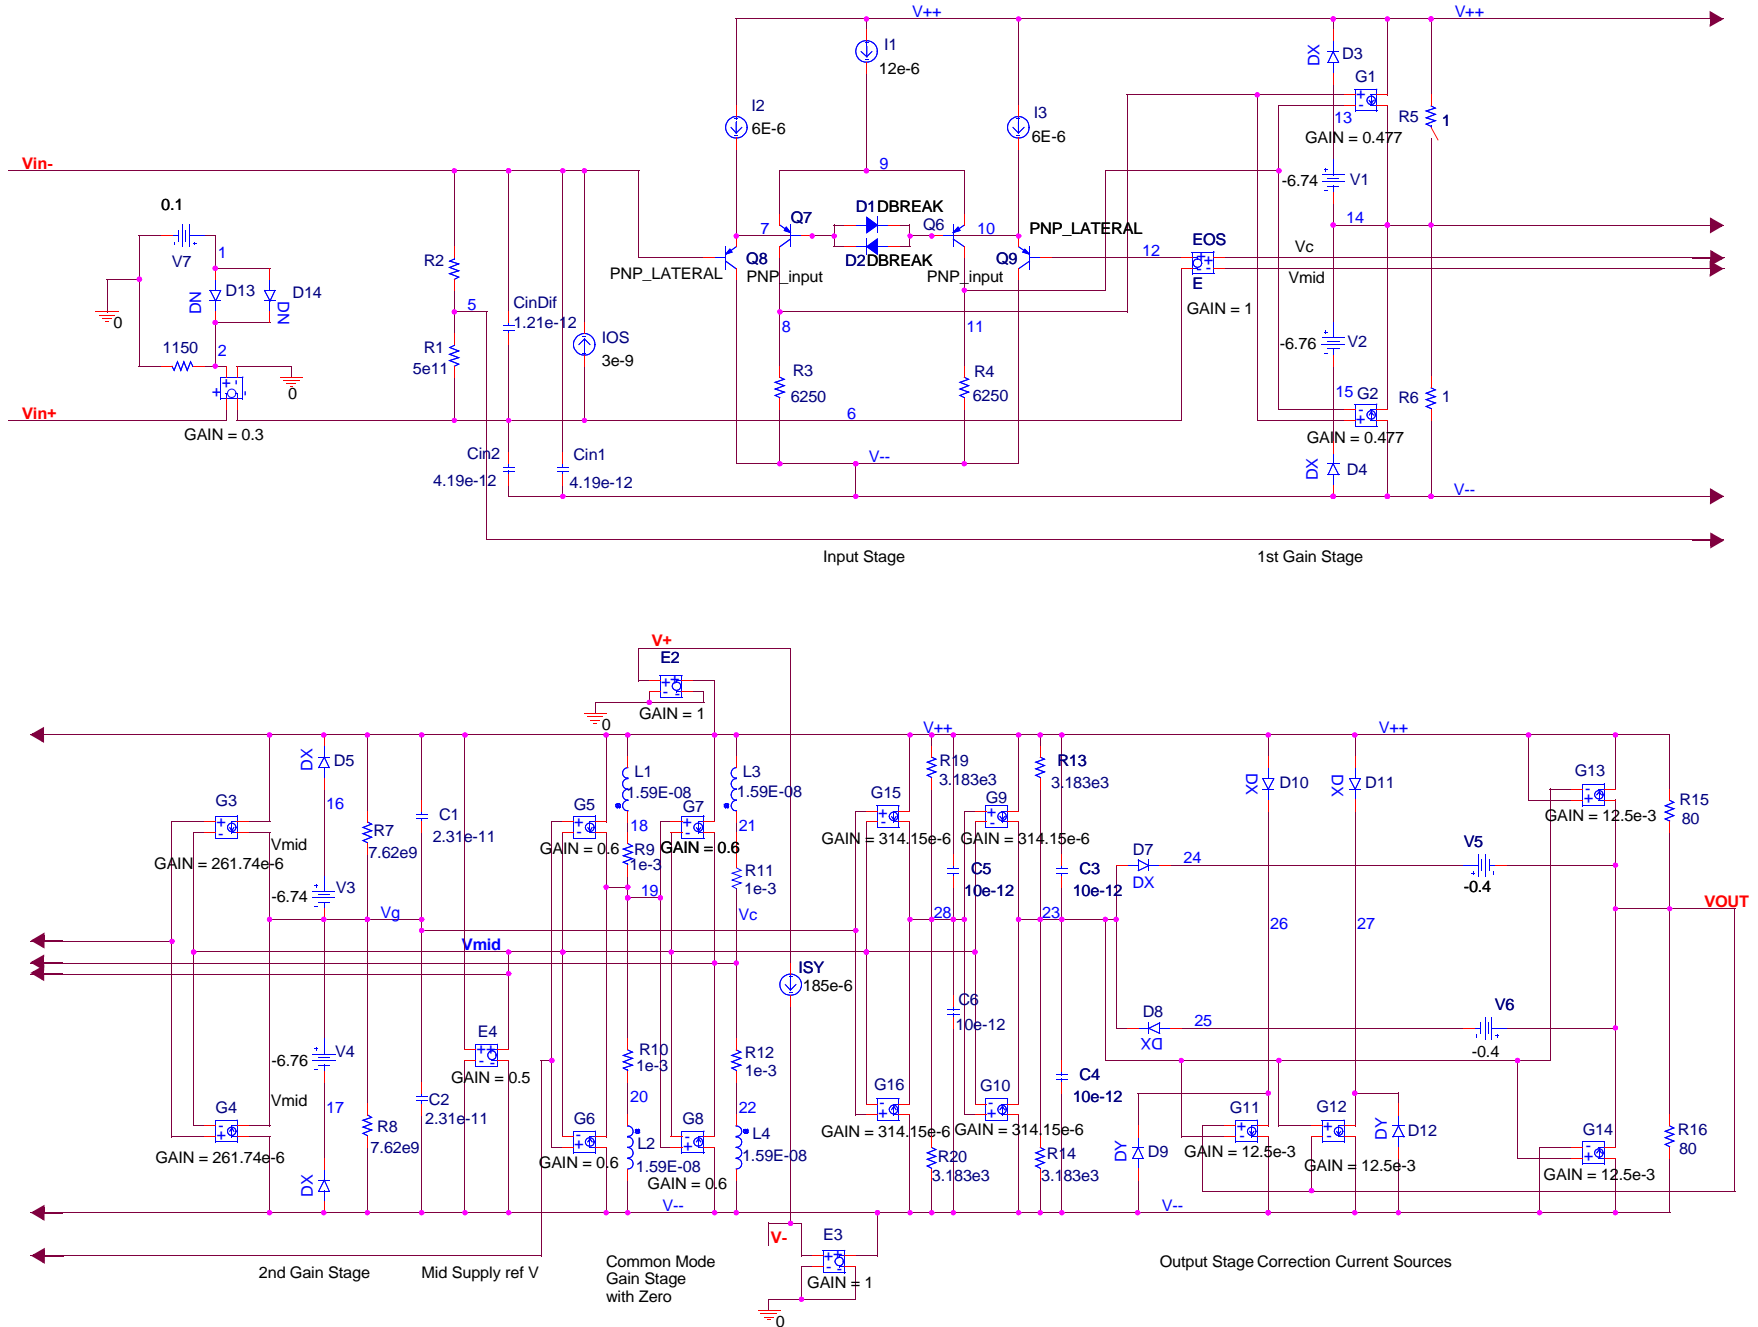 V++
V++
I1
12e-6
DX
D3
G1
I2
6E-6
I3
6E-6
13
R5
1
GAIN = 0.477
Vin-
9
-6.74
V1
0.1
V7
1
D1DBREAK
Q7
Q6
7
10
PNP_LATERAL
14
D2DBREAK
Q8
PNP_LATERAL
PNP_input
PNP_input
Q9
12
EOS
E
GAIN = 1
Vc
Vmid
R2
DN
D13
D14
DN
5
CinDif
1.21e-12
0
1150
2
R1
5e11
IOS
3e-9
8
11
-6.76
V2
R3
6250
R4
6250
15
G2
R6
1
0
Vin+
GAIN = 0.3
6
GAIN = 0.477
Cin2
4.19e-12
Cin1
4.19e-12
V--
DX
D4
V--
Input Stage
1st Gain Stage
V+
E2
GAIN = 1
0
V++
V++
DX
D5
16
G3
Vmid
GAIN = 261.74e-6
-6.74
V3
R7
7.62e9
C1
2.31e-11
Vg
L1
1.59E-08
G5
18
GAIN = 0.6
R9
1e-3
19
G7
GAIN = 0.6
L3
1.59E-08
21
R11
1e-3
Vc
G15
GAIN = 314.15e-6
R19
3.183e3
C5
10e-12
28
G9
GAIN = 314.15e-6
R13
3.183e3
C3
10e-12
23
D7
DX
24
DX
D10
DX
D11
26
27
V5
-0.4
G13
GAIN = 12.5e-3
R15
80
VOUT
Vmid
ISY
185e-6
-6.76
V4
Vmid
17
G4
GAIN = 261.74e-6
R8
7.62e9
C2
2.31e-11
E4
GAIN = 0.5
R10
1e-3
20
G6
GAIN = 0.6
L2
1.59E-08
G8
GAIN = 0.6
R12
1e-3
22
L4
1.59E-08
C6
10e-12
G16
GAIN = 314.15e-6
R20
3.183e3
G10
GAIN = 314.15e-6
R14
3.183e3
C4
10e-12
D8
DX
25
V6
-0.4
DY
D9
G11
GAIN = 12.5e-3
G12
GAIN = 12.5e-3
DY
D12
G14
GAIN = 12.5e-3
R16
80
DX
V--
V--
V-
E3
GAIN = 1
0
2nd Gain Stage
Mid Supply ref V
Common Mode
Gain Stage
with Zero
Output Stage
Correction Current Sources